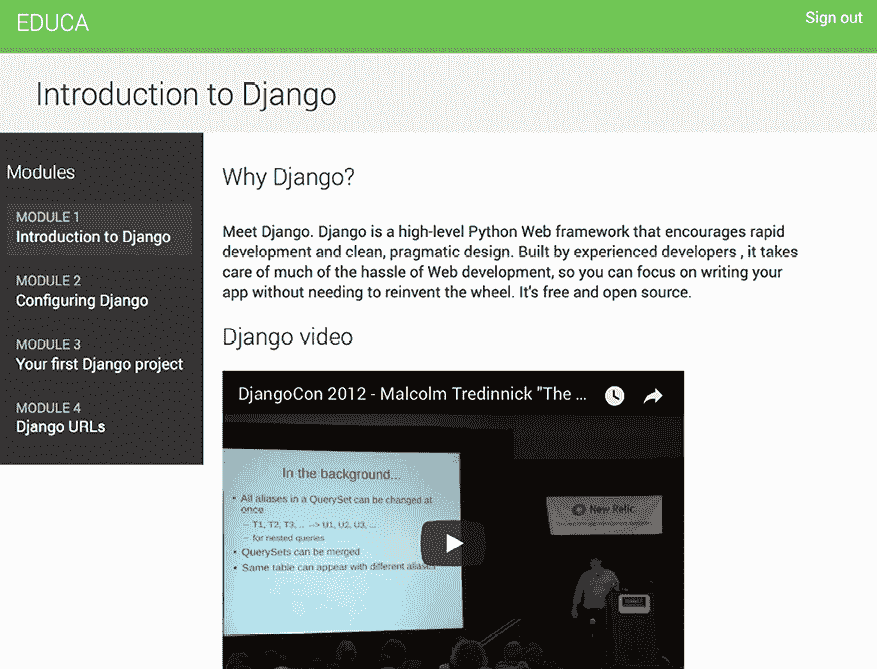 EDUCA
Sign out
Introduction to Django
Modules
MODULE 1
Introduction to Django
MODULE 2
Configuring Django
MODULE 3
Your first Django project
MODULE 4
Django URLs
Why Django?
Meet Django. Django is a high-level Python Web framework that encourages rapid
development and clean, pragmatic design. Built by experienced developers , it takes
care of much of the hassle of Web development, so you can focus on writing your
app without needing to reinvent the wheel. It's free and open source.
Django video
DjangoCon 2012 - Malcolm Tredinnick "The ...
In the background...
• All aliases in a QuerySet can be changed at
once
– T1, T2, T3, .. --> U1, U2, U3, ...
– for nested queries
• QuerySets can be merged
• Same table can appear with different aliases
New Relic